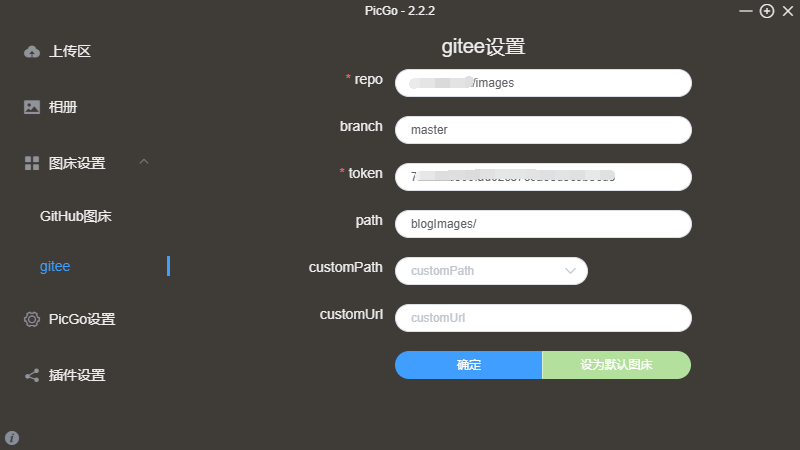 PicGo - 2.2.2
上传区
相册
图床设置
GitHub图床
gitee
PicGo设置
插件设置
gitee设置
* repo
/images
branch
master
* token
path
blogImages/
customPath
customPath
customUrl
customUrl
确定
设为默认图床